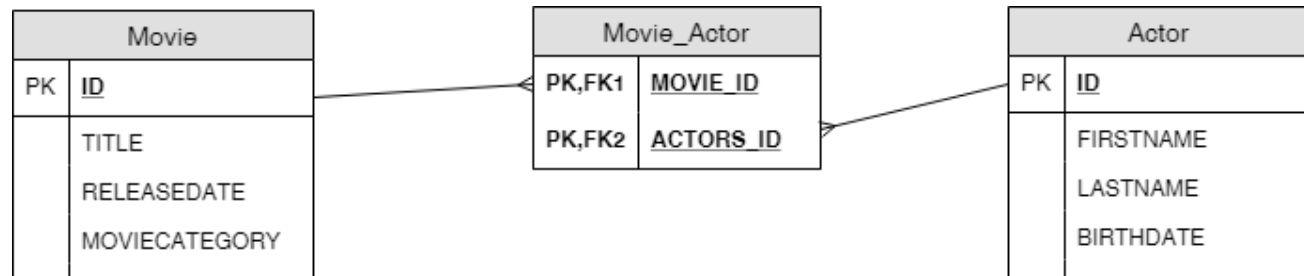 Movie
PK ID
TITLE
RELEASEDATE
MOVIECATEGORY
Movie_Actor
PK,FK1 MOVIE_ID
PK,FK2 ACTORS_ID
Actor
PK ID
FIRSTNAME
LASTNAME
BIRTHDATE